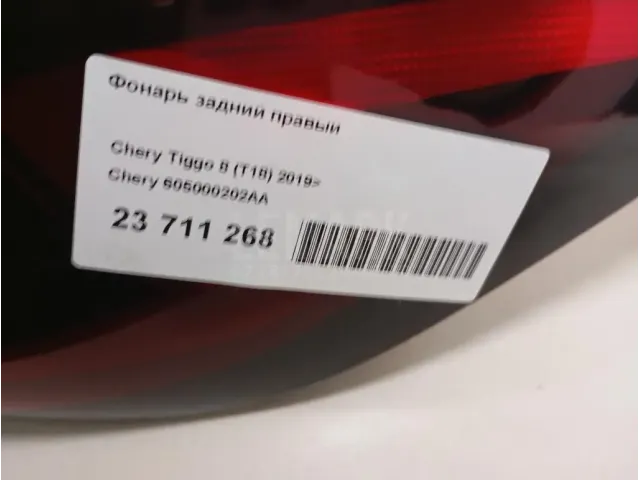 Фонарь задний правый
Chery Tiggo 8 (T18) 2019>
Chery 605000202AA
23 711 268